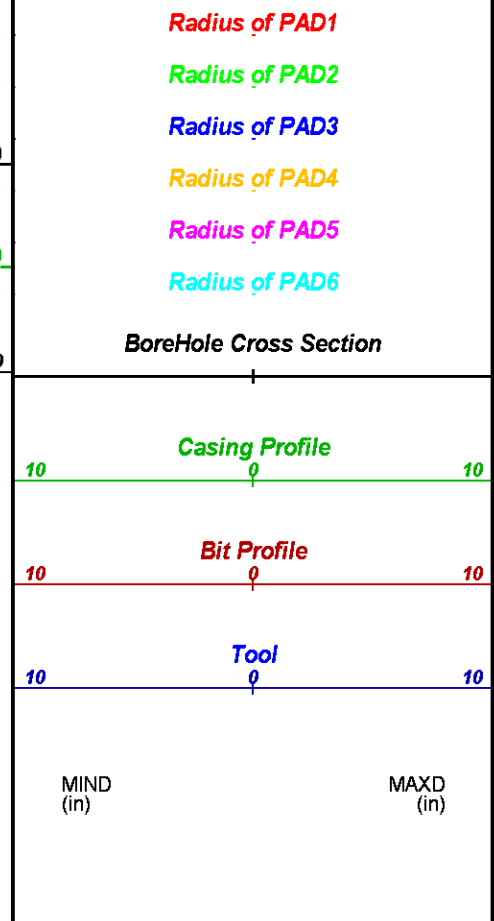 Radius of PAD1
Radius of PAD2
Radius of PAD3
Radius of PAD4
Radius of PAD5
Radius of PAD6
BoreHole Cross Section
Casing Profile
10 0 10
Bit Profile
10 0 10
Tool
10 0 10
MIND MAXD
(in) (in)